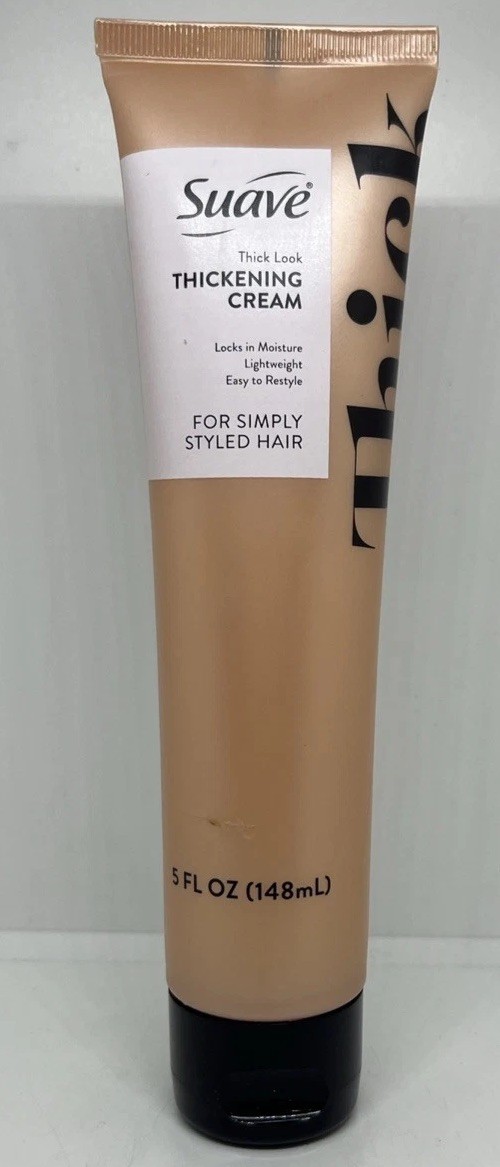 Suave®
Thick Look
THICKENING
CREAM
Locks in Moisture
Lightweight
Easy to Restyle
FOR SIMPLY
STYLED HAIR
Thick
5 FL OZ (148mL)